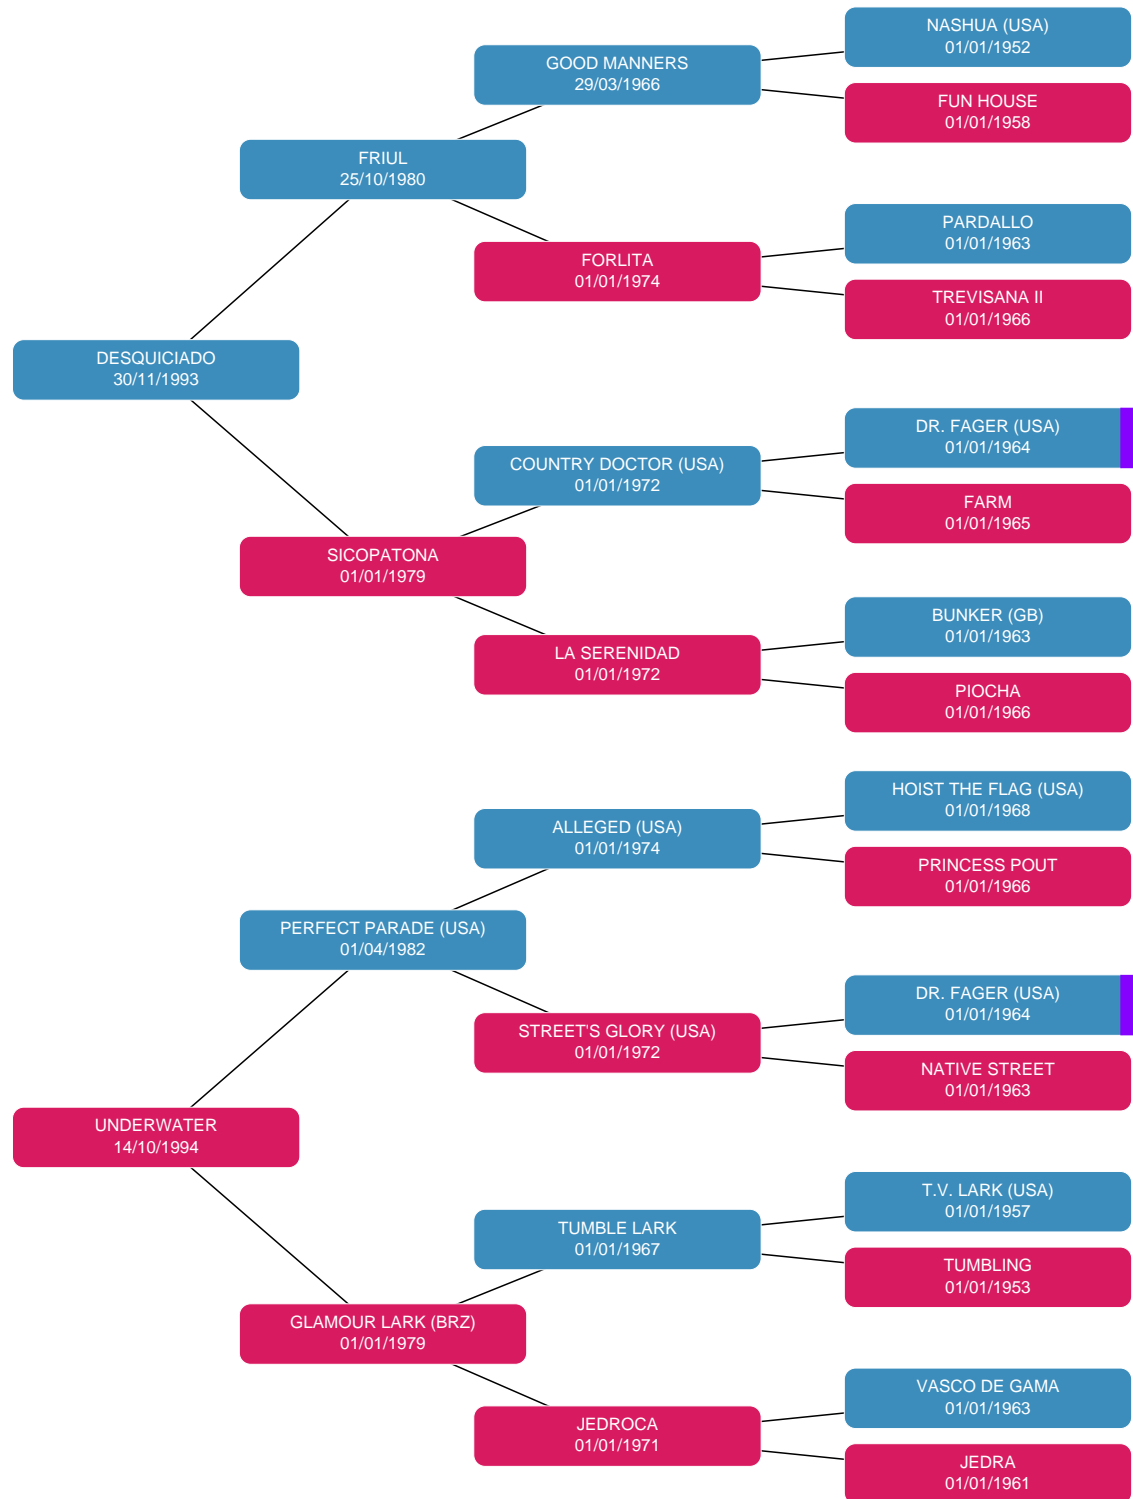 NASHUA (USA)
01/01/1952
GOOD MANNERS
29/03/1966
FUN HOUSE
01/01/1958
FRIUL
25/10/1980
PARDALLO
01/01/1963
FORLITA
01/01/1974
TREVISANA II
01/01/1966
DESQUICIADO
30/11/1993
DR. FAGER (USA)
01/01/1964
COUNTRY DOCTOR (USA)
01/01/1972
FARM
01/01/1965
SICOPATONA
01/01/1979
BUNKER (GB)
01/01/1963
LA SERENIDAD
01/01/1972
PIOCHA
01/01/1966
HOIST THE FLAG (USA)
01/01/1968
ALLEGED (USA)
01/01/1974
PRINCESS POUT
01/01/1966
PERFECT PARADE (USA)
01/04/1982
DR. FAGER (USA)
01/01/1964
STREET'S GLORY (USA)
01/01/1972
NATIVE STREET
01/01/1963
UNDERWATER
14/10/1994
T.V. LARK (USA)
01/01/1957
TUMBLE LARK
01/01/1967
TUMBLING
01/01/1953
GLAMOUR LARK (BRZ)
01/01/1979
VASCO DE GAMA
01/01/1963
JEDROCA
01/01/1971
JEDRA
01/01/1961